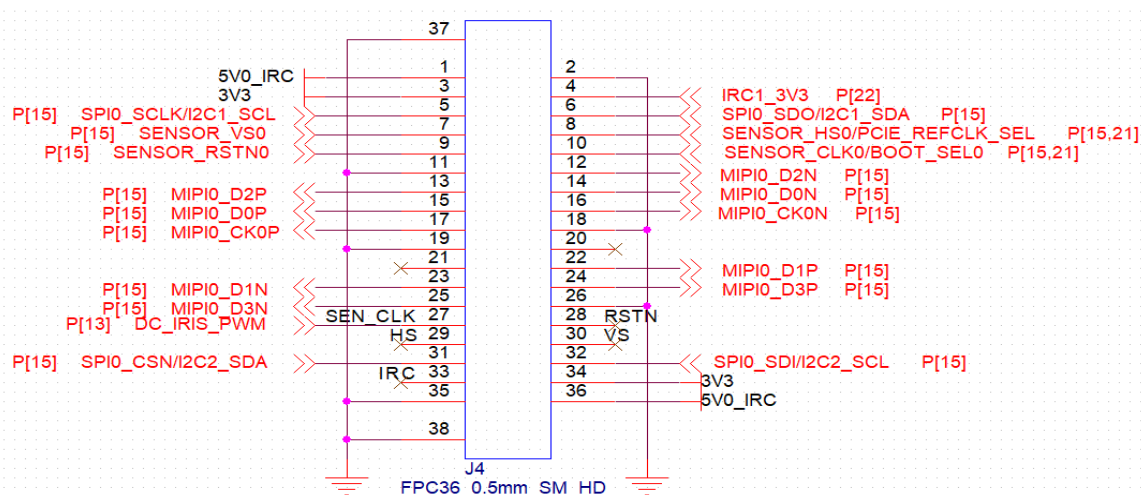 37
1 2
5V0_IRC
3 4 IRC1_3V3 P[22]
3V3
P[15] SPI0_SCLK/I2C1_SCL 5 6 SPI0_SDO/I2C1_SDA P[15]
P[15] SENSOR_VS0 7 8 SENSOR_HS0/PCIE_REFCLK_SEL P[15,21]
P[15] SENSOR_RSTN0 9 10 SENSOR_CLK0/BOOT_SEL0 P[15,21]
11 12 MIPI0_D2N P[15]
P[15] MIPI0_D2P 13 14 MIPI0_D0N P[15]
P[15] MIPI0_D0P 15 16 MIPI0_CK0N P[15]
P[15] MIPI0_CK0P 17 18
19 20
21 22 MIPI0_D1P P[15]
P[15] MIPI0_D1N 23 24 MIPI0_D3P P[15]
P[15] MIPI0_D3N 25 26
P[13] DC_IRIS_PWM SEN_CLK 27 28 RSTN
HS 29 30 VS
P[15] SPI0_CSN/I2C2_SDA 31 32 SPI0_SDI/I2C2_SCL P[15]
IRC 33 34 3V3
35 36 5V0_IRC
38
J4
FPC36 0.5mm SM HD